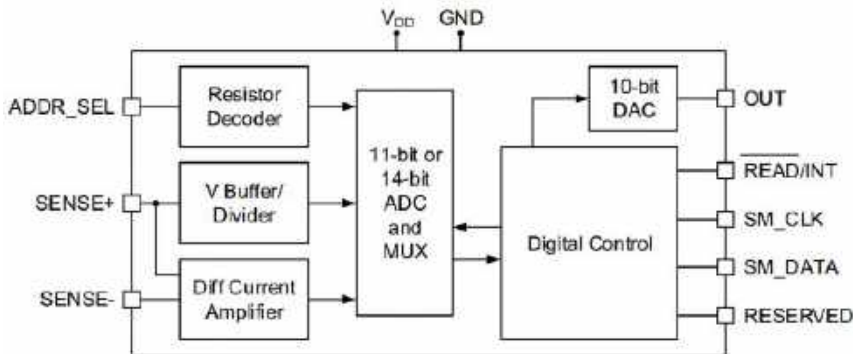 VDD GND
ADDR_SEL
Resistor
Decoder
10-bit
DAC
OUT
11-bit or
14-bit
ADC
and
MUX
READ/INT
SENSE+
V Buffer/
Divider
SM_CLK
Digital Control
SM_DATA
SENSE-
Diff Current
Amplifier
RESERVED